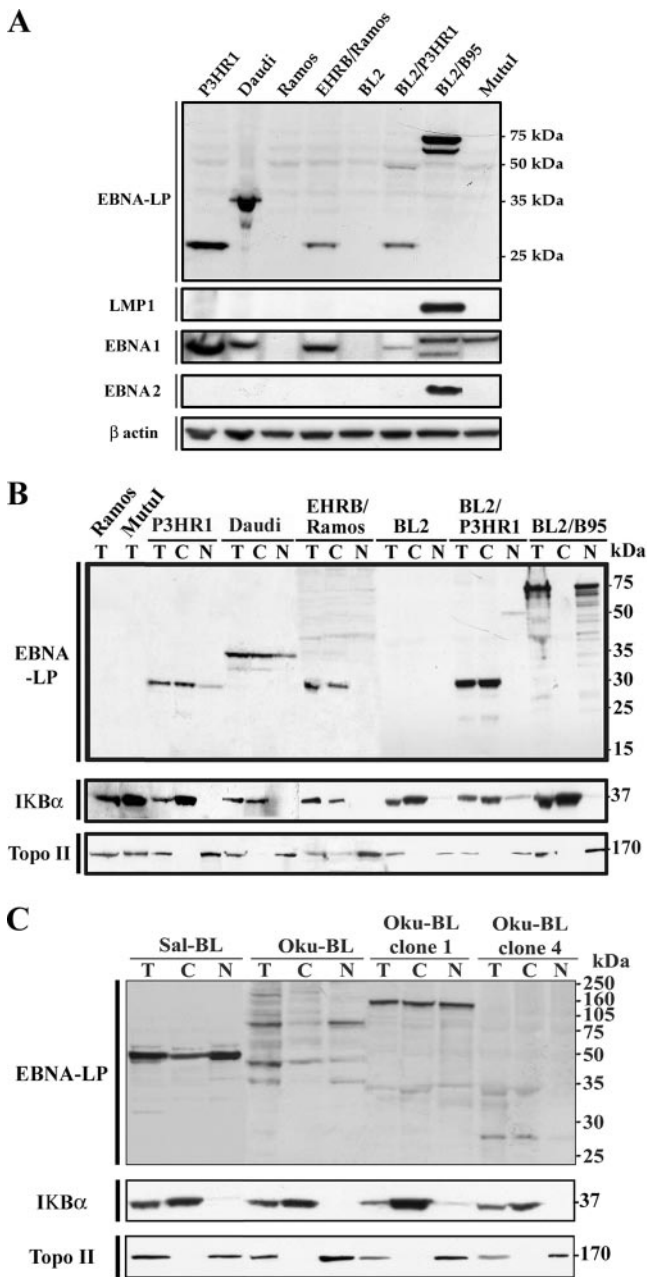 A
P3HR1 Daudi Ramos EHRB/Ramos BL2 BL2/P3HR1 BL2/B95 MutuI
EBNA-LP
75 kDa
50 kDa
35 kDa
25 kDa
LMP1
EBNA1
EBNA2
β actin
B
Ramos MutuI P3HR1 Daudi EHRB/ Ramos BL2 BL2/ P3HR1 BL2/B95
T T T C N T C N T C N T C N T C N T C N kDa
EBNA
-LP
75
50
35
30
25
15
IKBα 37
Topo II 170
C
Sal-BL Oku-BL Oku-BL clone 1 Oku-BL clone 4
T C N T C N T C N T C N kDa
EBNA-LP
250
160
105
75
50
35
30
25
IKBα 37
Topo II 170